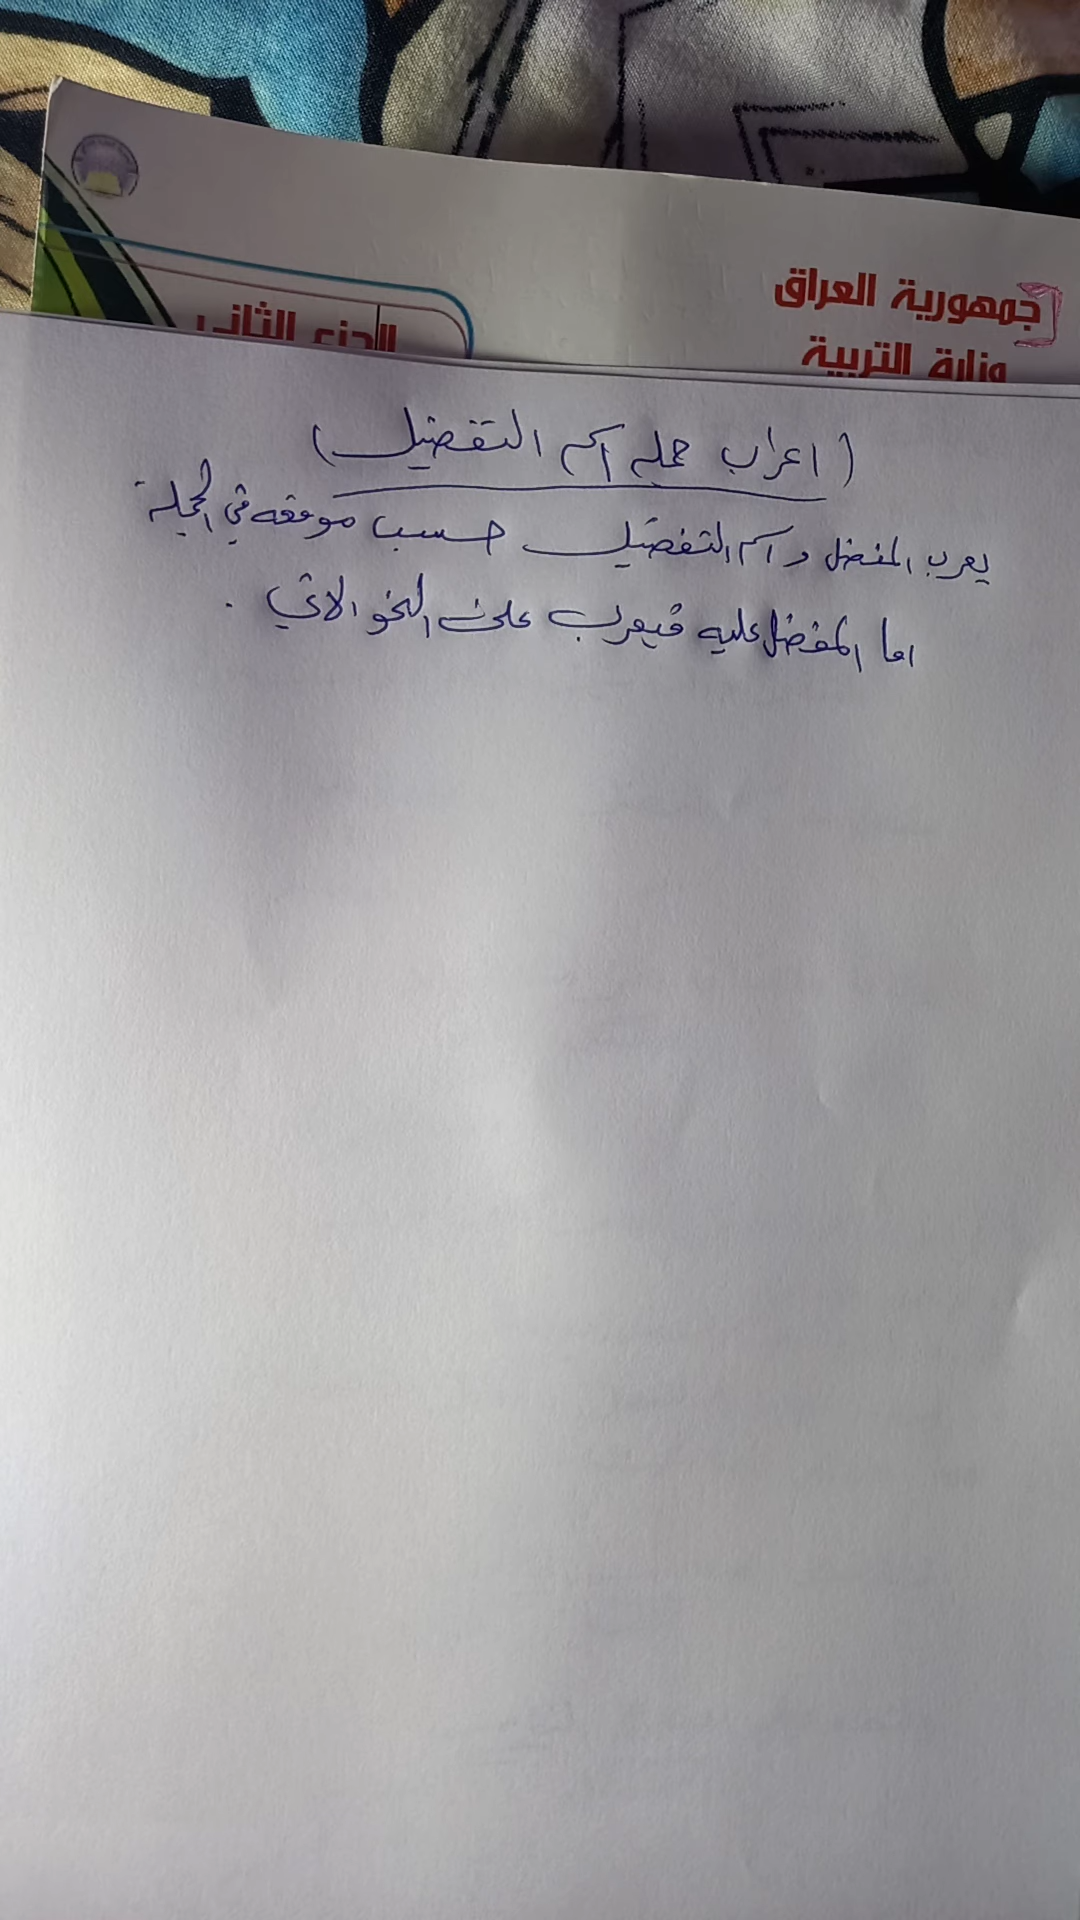 جمهورية العراق
وزارة التربية
الجزء الثاني
( اعراب جملة اسم التفضيل )
يعرب المفضل واسم التفضيل حسب موقعه في الجملة
اما المفضل عليه فيعرب على النحو الاتي .